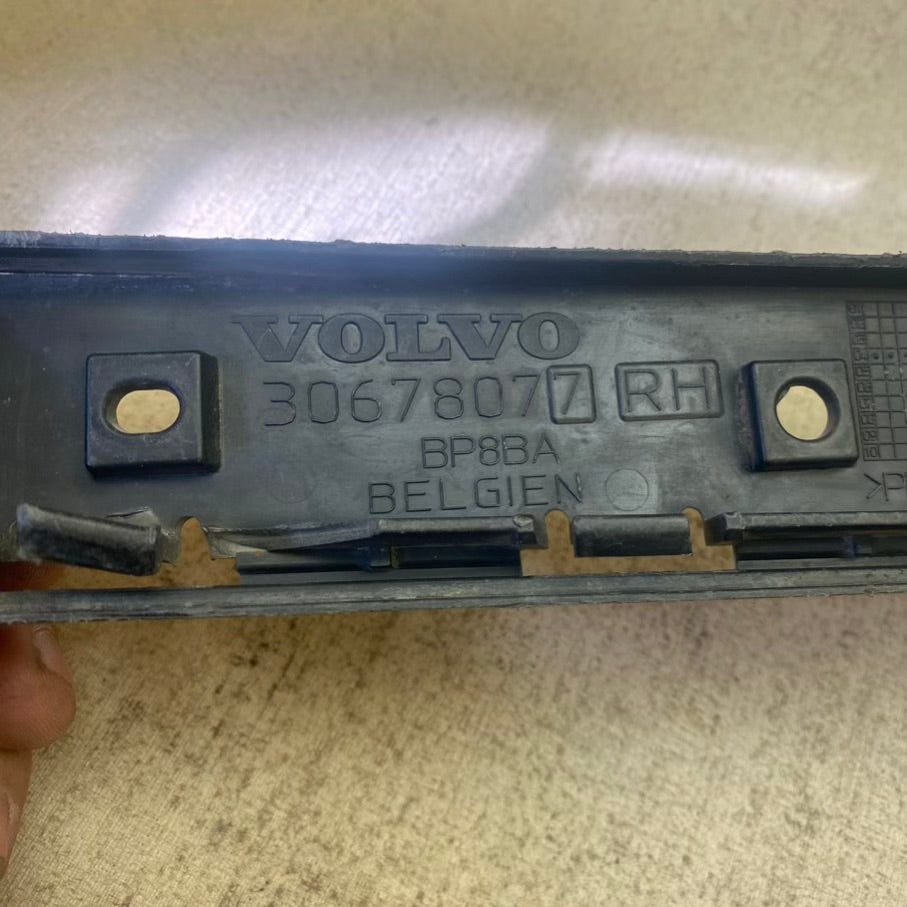 VOLVO
30678077 RH
BP8BA
BELGIEN